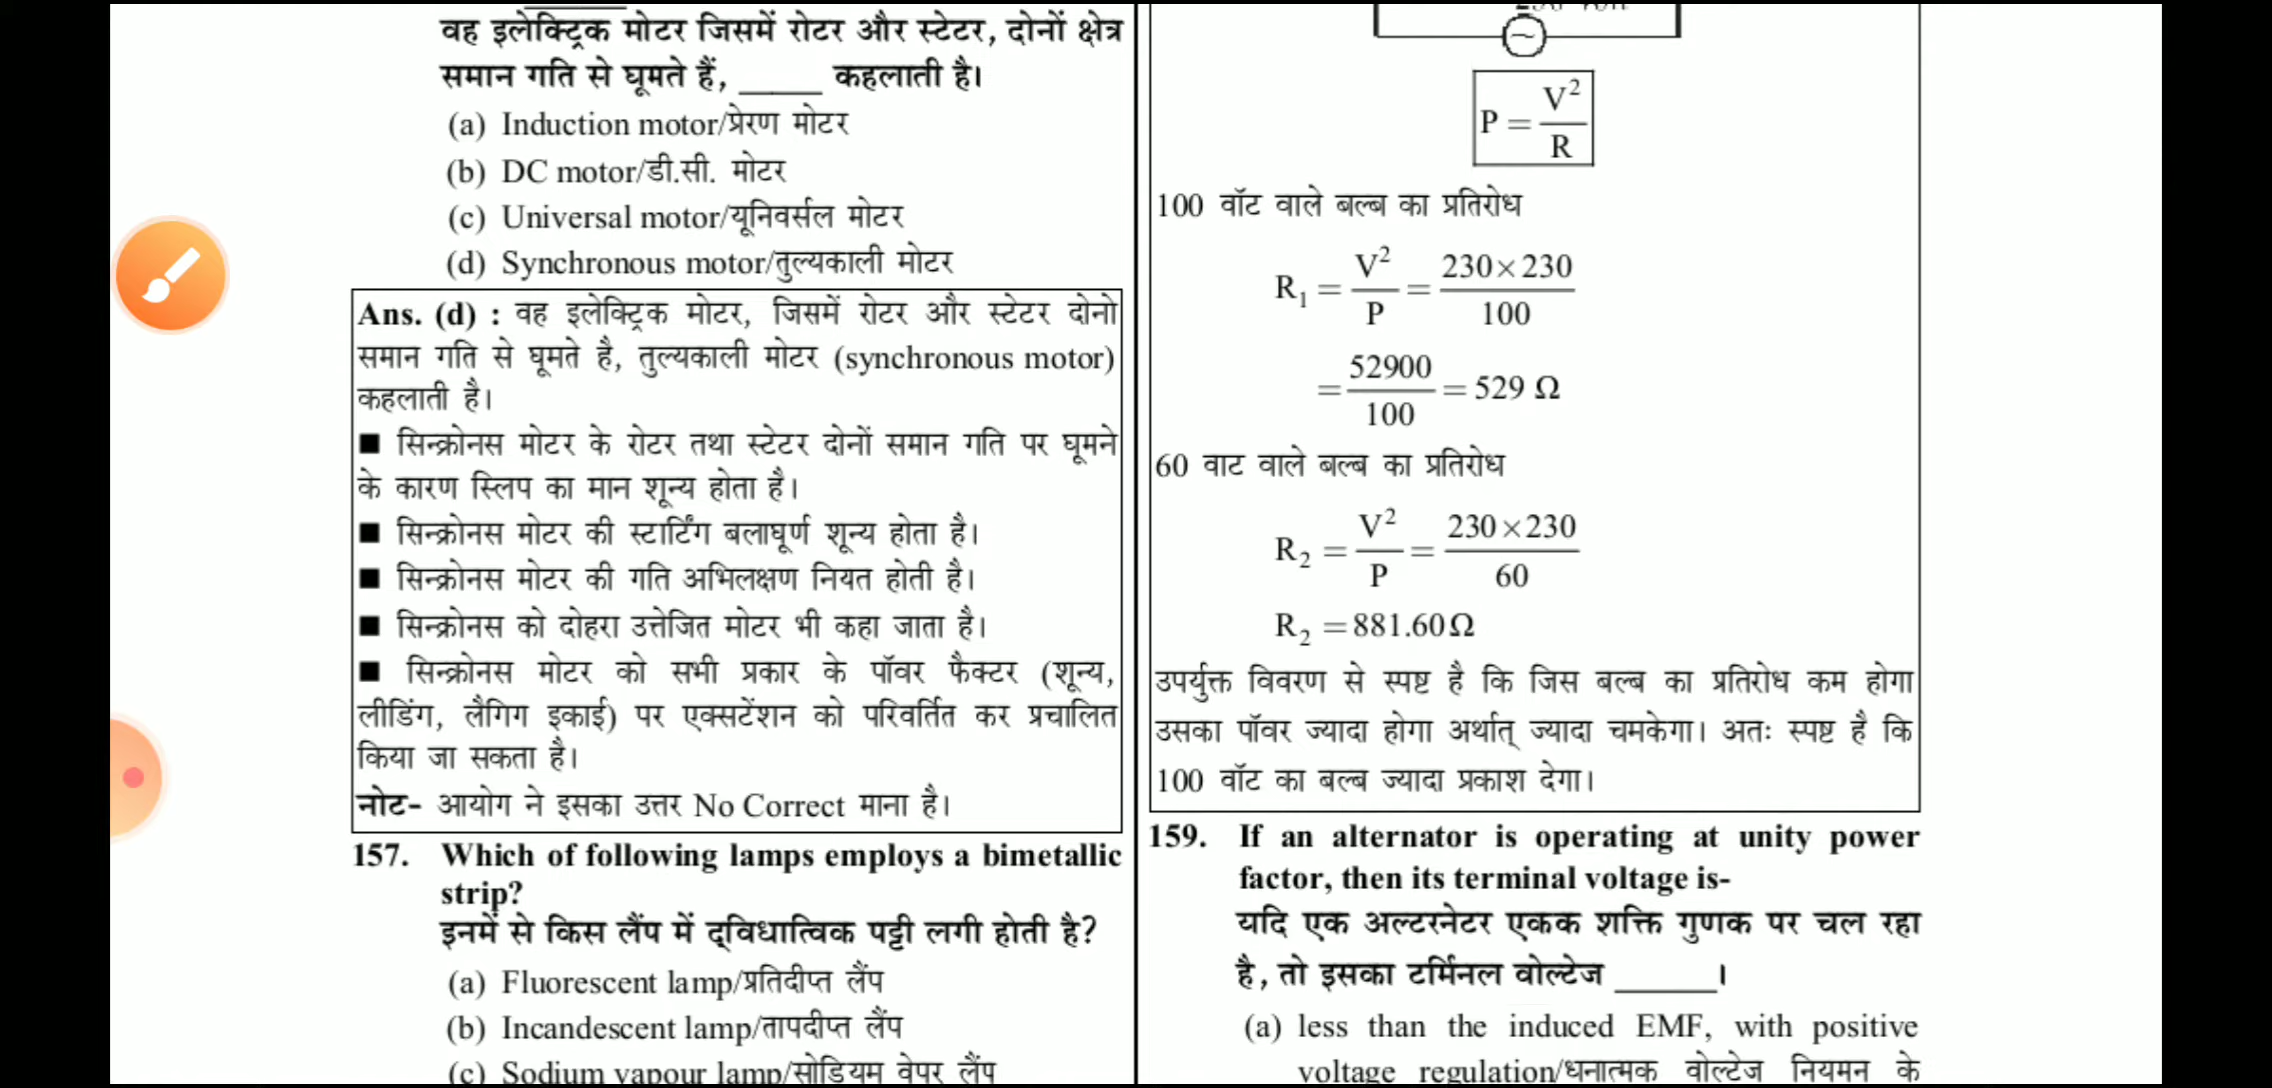 वह इलेक्ट्रिक मोटर जिसमें रोटर और स्टेटर, दोनों क्षेत्र
समान गति से घूमते हैं, _____ कहलाती है।
(a) Induction motor/प्रेरण मोटर
(b) DC motor/डी.सी. मोटर
(c) Universal motor/यूनिवर्सल मोटर
(d) Synchronous motor/तुल्यकाली मोटर
Ans. (d) : वह इलेक्ट्रिक मोटर, जिसमें रोटर और स्टेटर दोनो
समान गति से घूमते है, तुल्यकाली मोटर (synchronous motor)
कहलाती है।
■ सिन्क्रोनस मोटर के रोटर तथा स्टेटर दोनों समान गति पर घूमने
के कारण स्लिप का मान शून्य होता है।
■ सिन्क्रोनस मोटर की स्टार्टिंग बलाघूर्ण शून्य होता है।
■ सिन्क्रोनस मोटर की गति अभिलक्षण नियत होती है।
■ सिन्क्रोनस को दोहरा उत्तेजित मोटर भी कहा जाता है।
■ सिन्क्रोनस मोटर को सभी प्रकार के पॉवर फैक्टर (शून्य,
लीडिंग, लैगिग इकाई) पर एक्सटेंशन को परिवर्तित कर प्रचालित
किया जा सकता है।
नोट- आयोग ने इसका उत्तर No Correct माना है।
157. Which of following lamps employs a bimetallic
strip?
इनमें से किस लैंप में द्विधात्विक पट्टी लगी होती है?
(a) Fluorescent lamp/प्रतिदीप्त लैंप
(b) Incandescent lamp/तापदीप्त लैंप
(c) Sodium vapour lamp/सोडियम वेपर लैंप
P = V²/R
100 वॉट वाले बल्ब का प्रतिरोध
R₁ = V²/P = 230×230/100
= 52900/100 = 529 Ω
60 वाट वाले बल्ब का प्रतिरोध
R₂ = V²/P = 230×230/60
R₂ = 881.60Ω
उपर्युक्त विवरण से स्पष्ट है कि जिस बल्ब का प्रतिरोध कम होगा
उसका पॉवर ज्यादा होगा अर्थात् ज्यादा चमकेगा। अतः स्पष्ट है कि
100 वॉट का बल्ब ज्यादा प्रकाश देगा।
159. If an alternator is operating at unity power
factor, then its terminal voltage is-
यदि एक अल्टरनेटर एकक शक्ति गुणक पर चल रहा
है, तो इसका टर्मिनल वोल्टेज ______।
(a) less than the induced EMF, with positive
voltage regulation/धनात्मक वोल्टेज नियमन के